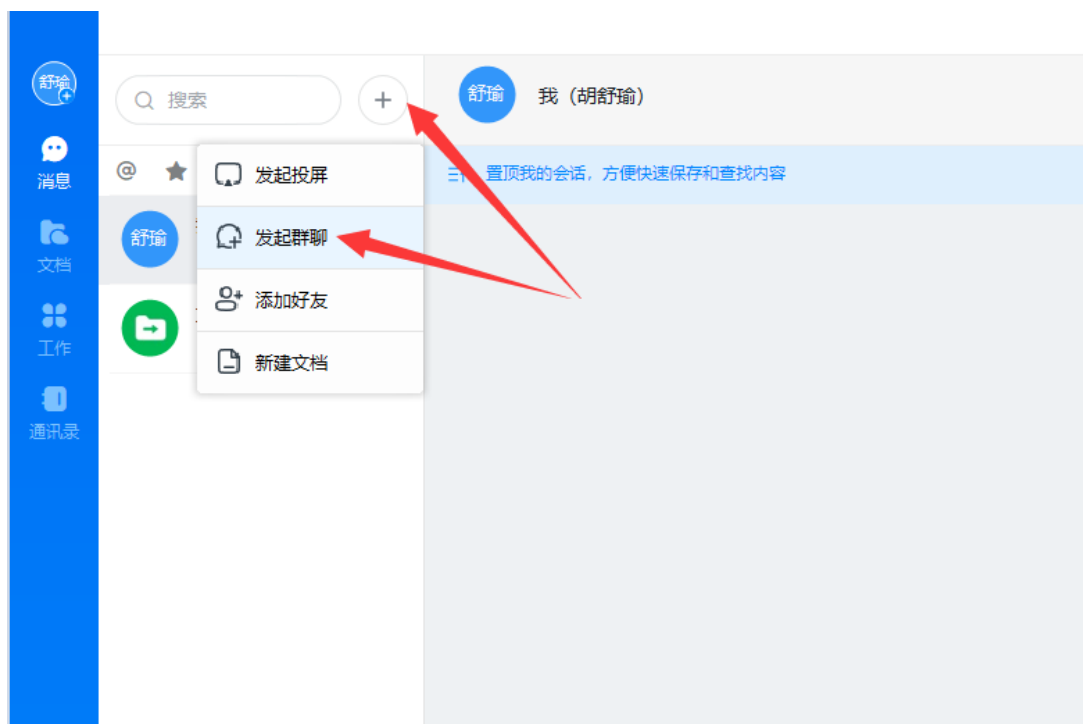 舒瑜
消息
文档
工作
通讯录
搜索
@
发起投屏
发起群聊
添加好友
新建文档
舒瑜
舒瑜
我（胡舒瑜）
置顶我的会话，方便快速保存和查找内容